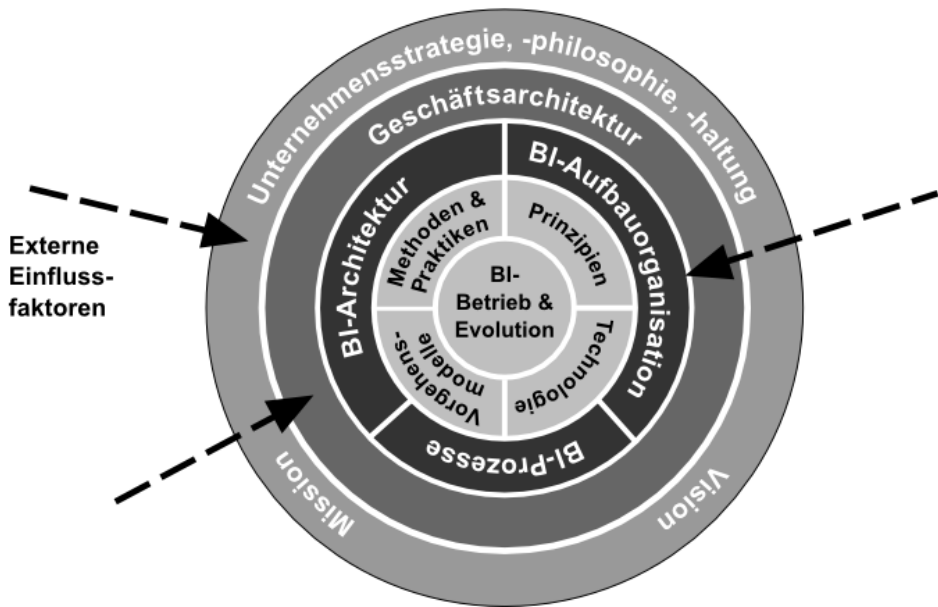 Unternehmensstrategie, -philosophie, -haltung
Geschäftsarchitektur
BI-Architektur
BI-Aufbauorganisation
Methoden &
Praktiken
Prinzipien
Externe
Einfluss-
faktoren
BI-
Betrieb &
Evolution
Vorgehens-
modelle
Technologie
BI-Prozesse
Mission
Vision